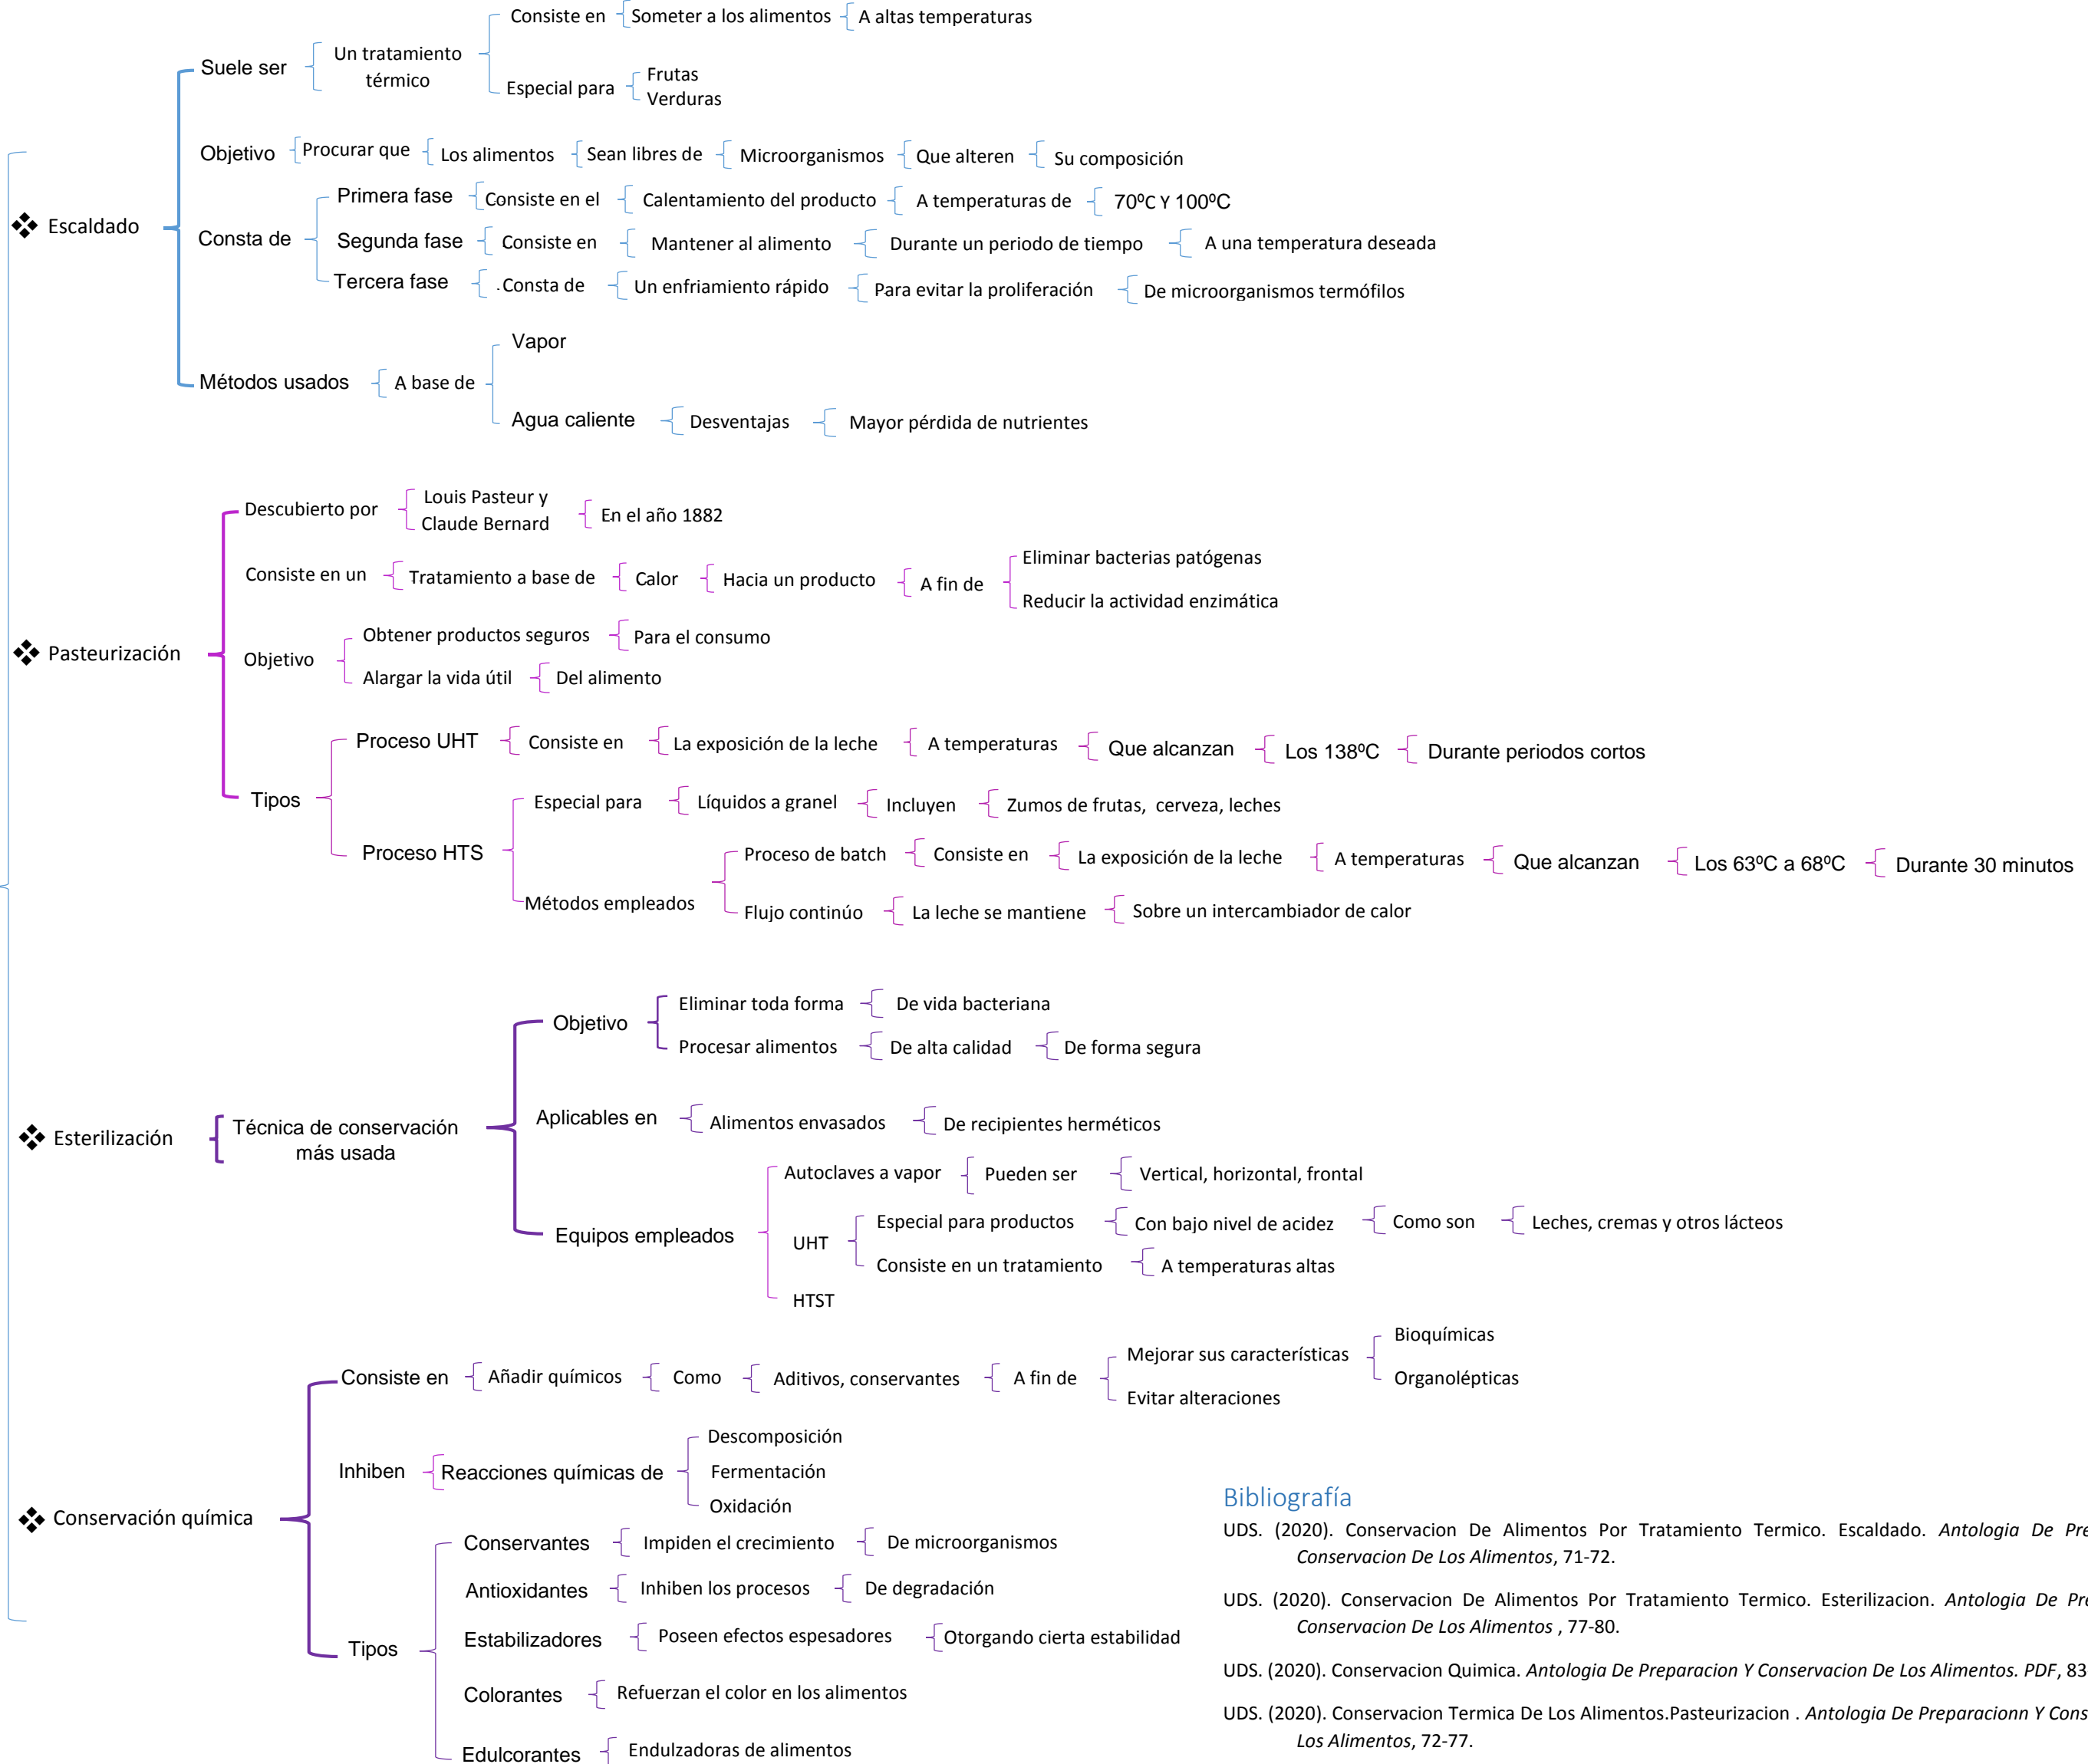 Consiste en Someter a los alimentos A altas temperaturas
Suele ser Un tratamiento
térmico
Especial para Frutas
Verduras
Objetivo Procurar que Los alimentos Sean libres de Microorganismos Que alteren Su composición
❖ Escaldado
Consta de
Primera fase Consiste en el Calentamiento del producto A temperaturas de 70ºC Y 100ºC
Segunda fase Consiste en Mantener al alimento Durante un periodo de tiempo A una temperatura deseada
Tercera fase .Consta de Un enfriamiento rápido Para evitar la proliferación De microorganismos termófilos
Métodos usados A base de
Vapor
Agua caliente Desventajas Mayor pérdida de nutrientes
❖ Pasteurización
Descubierto por Louis Pasteur y
Claude Bernard En el año 1882
Consiste en un Tratamiento a base de Calor Hacia un producto A fin de
Eliminar bacterias patógenas
Reducir la actividad enzimática
Objetivo
Obtener productos seguros Para el consumo
Alargar la vida útil Del alimento
Tipos
Proceso UHT Consiste en La exposición de la leche A temperaturas Que alcanzan Los 138ºC Durante periodos cortos
Proceso HTS
Especial para Líquidos a granel Incluyen Zumos de frutas, cerveza, leches
Métodos empleados
Proceso de batch Consiste en La exposición de la leche A temperaturas Que alcanzan Los 63ºC a 68ºC Durante 30 minutos
Flujo continúo La leche se mantiene Sobre un intercambiador de calor
❖ Esterilización
Técnica de conservación
más usada
Objetivo
Eliminar toda forma De vida bacteriana
Procesar alimentos De alta calidad De forma segura
Aplicables en Alimentos envasados De recipientes herméticos
Equipos empleados
Autoclaves a vapor Pueden ser Vertical, horizontal, frontal
UHT
Especial para productos Con bajo nivel de acidez Como son Leches, cremas y otros lácteos
Consiste en un tratamiento A temperaturas altas
HTST
❖ Conservación química
Consiste en Añadir químicos Como Aditivos, conservantes A fin de
Mejorar sus características
Bioquímicas
Organolépticas
Evitar alteraciones
Inhiben Reacciones químicas de
Descomposición
Fermentación
Oxidación
Tipos
Conservantes Impiden el crecimiento De microorganismos
Antioxidantes Inhiben los procesos De degradación
Estabilizadores Poseen efectos espesadores Otorgando cierta estabilidad
Colorantes Refuerzan el color en los alimentos
Edulcorantes Endulzadoras de alimentos
Bibliografía
UDS. (2020). Conservacion De Alimentos Por Tratamiento Termico. Escaldado. Antologia De Pre
Conservacion De Los Alimentos, 71-72.
UDS. (2020). Conservacion De Alimentos Por Tratamiento Termico. Esterilizacion. Antologia De Pre
Conservacion De Los Alimentos , 77-80.
UDS. (2020). Conservacion Quimica. Antologia De Preparacion Y Conservacion De Los Alimentos. PDF, 83
UDS. (2020). Conservacion Termica De Los Alimentos.Pasteurizacion . Antologia De Preparacionn Y Cons
Los Alimentos, 72-77.